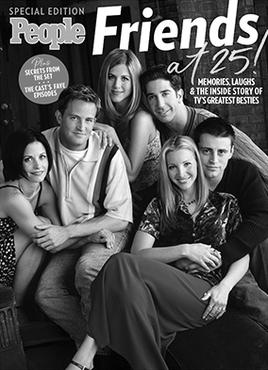 SPECIAL EDITION
People
Friends
at 25!
Plus
SECRETS FROM
THE SET
THE CAST'S FAVE
EPISODES
MEMORIES, LAUGHS
& THE INSIDE STORY OF
TV'S GREATEST BESTIES